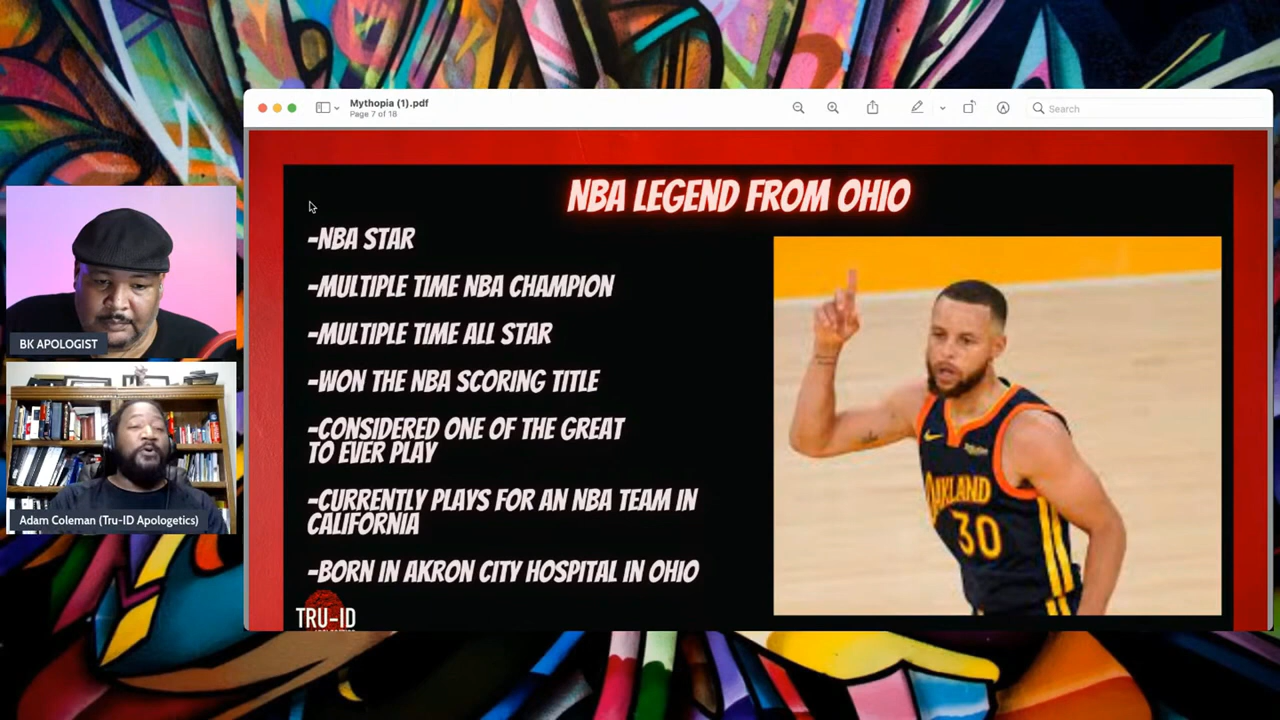 Mythopia (1).pdf
Page 7 of 18
Search
NBA LEGEND FROM OHIO
-NBA STAR
-MULTIPLE TIME NBA CHAMPION
-MULTIPLE TIME ALL STAR
-WON THE NBA SCORING TITLE
-CONSIDERED ONE OF THE GREAT
TO EVER PLAY
-CURRENTLY PLAYS FOR AN NBA TEAM IN
CALIFORNIA
-BORN IN AKRON CITY HOSPITAL IN OHIO
TRU-ID
OAKLAND
30
BK APOLOGIST
Adam Coleman (Tru-ID Apologetics)